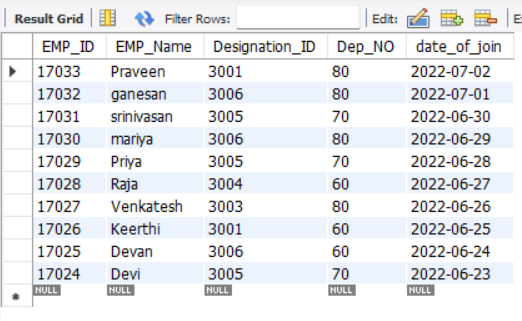 Result Grid Filter Rows: Edit:
EMP_ID EMP_Name Designation_ID Dep_NO date_of_join
17033 Praveen 3001 80 2022-07-02
17032 ganesan 3006 80 2022-07-01
17031 srinivasan 3005 70 2022-06-30
17030 mariya 3006 80 2022-06-29
17029 Priya 3005 70 2022-06-28
17028 Raja 3004 60 2022-06-27
17027 Venkatesh 3003 80 2022-06-26
17026 Keerthi 3001 60 2022-06-25
17025 Devan 3006 60 2022-06-24
17024 Devi 3005 70 2022-06-23
NULL NULL NULL NULL NULL